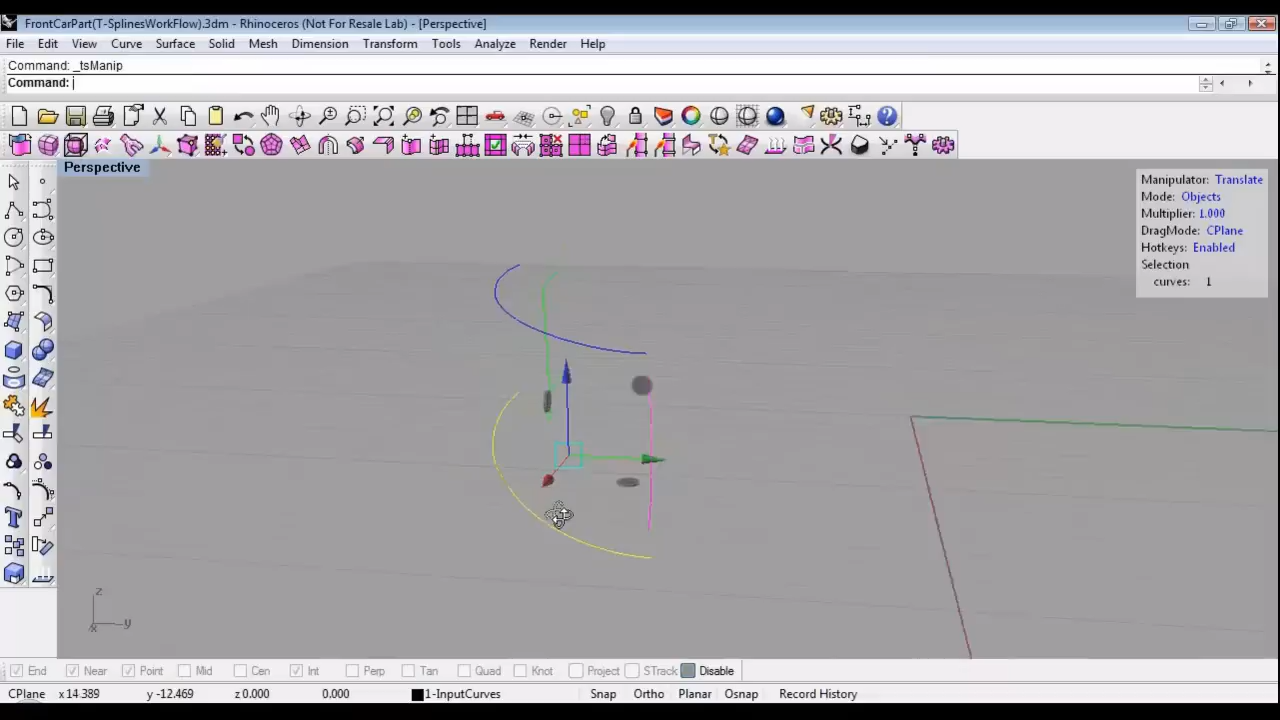 FrontCarPart(T-SplinesWorkFlow).3dm - Rhinoceros (Not For Resale Lab) - [Perspective]
File Edit View Curve Surface Solid Mesh Dimension Transform Tools Analyze Render Help
Command: _tsManip
Command:
Perspective
Manipulator: Translate
Mode: Objects
Multiplier: 1.000
DragMode: CPlane
Hotkeys: Enabled
Selection
curves: 1
z
x y
End Near Point Mid Cen Int Perp Tan Quad Knot Project STrack Disable
CPlane x 14.389 y -12.469 z 0.000 0.000 1-InputCurves Snap Ortho Planar Osnap Record History